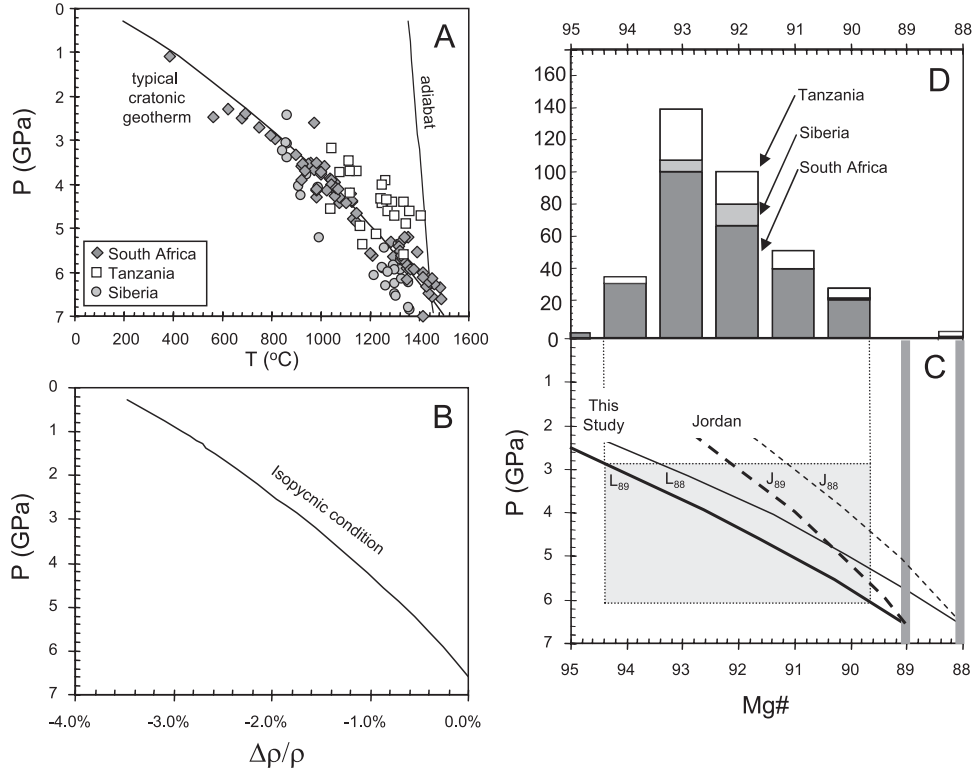 A
0
1
2
3
4
5
6
7
P (GPa)
typical
cratonic
geotherm
adiabat
South Africa
Tanzania
Siberia
0 200 400 600 800 1000 1200 1400 1600
T (°C)
B
0
1
2
3
4
5
6
7
P (GPa)
Isopycnic condition
-4.0% -3.0% -2.0% -1.0% 0.0%
Δρ/ρ
95 94 93 92 91 90 89 88
D
160
140
120
100
80
60
40
20
0
Tanzania
Siberia
South Africa
C
1
2
3
4
5
6
7
P (GPa)
This
Study
Jordan
L89 L88 J89 J88
95 94 93 92 91 90 89 88
Mg#